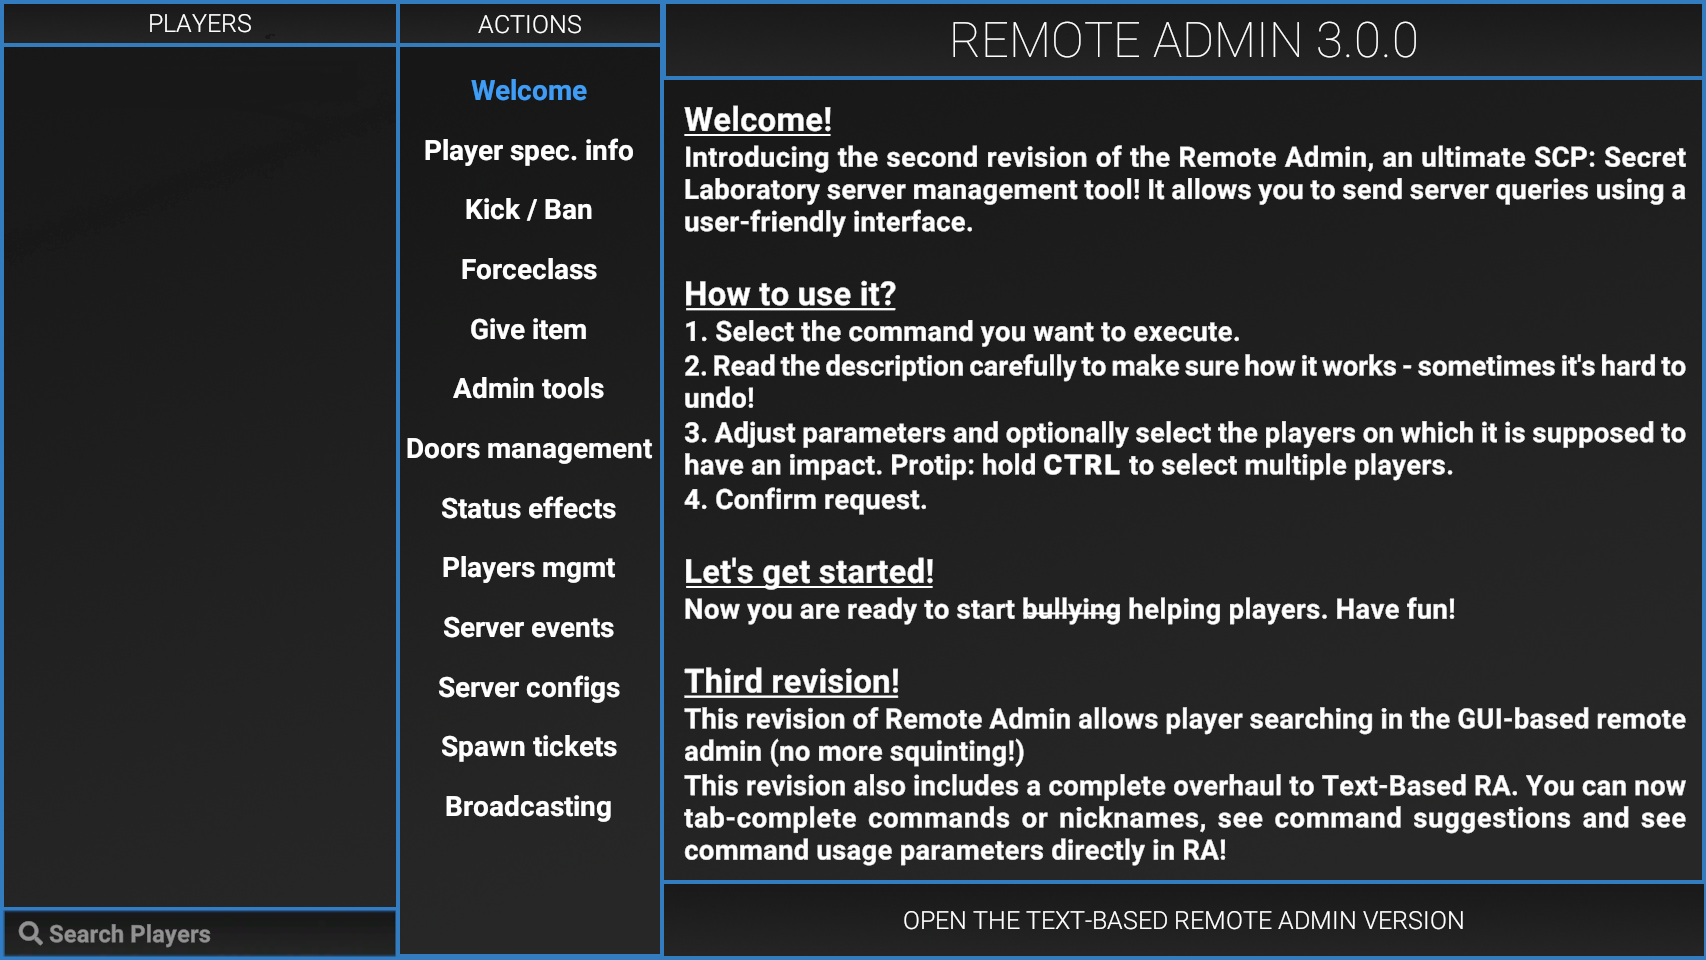 PLAYERS
Search Players
ACTIONS
Welcome
Player spec. info
Kick / Ban
Forceclass
Give item
Admin tools
Doors management
Status effects
Players mgmt
Server events
Server configs
Spawn tickets
Broadcasting
REMOTE ADMIN 3.0.0
Welcome!
Introducing the second revision of the Remote Admin, an ultimate SCP: Secret
Laboratory server management tool! It allows you to send server queries using a
user-friendly interface.
How to use it?
1. Select the command you want to execute.
2. Read the description carefully to make sure how it works - sometimes it's hard to
undo!
3. Adjust parameters and optionally select the players on which it is supposed to
have an impact. Protip: hold CTRL to select multiple players.
4. Confirm request.
Let's get started!
Now you are ready to start bullying helping players. Have fun!
Third revision!
This revision of Remote Admin allows player searching in the GUI-based remote
admin (no more squinting!)
This revision also includes a complete overhaul to Text-Based RA. You can now
tab-complete commands or nicknames, see command suggestions and see
command usage parameters directly in RA!
OPEN THE TEXT-BASED REMOTE ADMIN VERSION